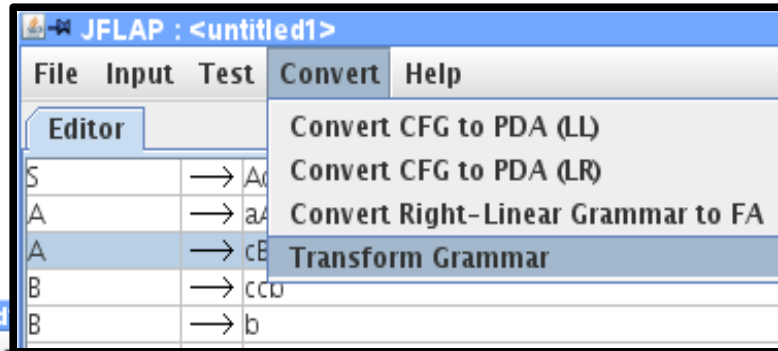 JFLAP : <untitled1>
File Input Test Convert Help
Editor
Convert CFG to PDA (LL)
Convert CFG to PDA (LR)
Convert Right-Linear Grammar to FA
Transform Grammar
S →
A →
A →
B → ccb
B → b